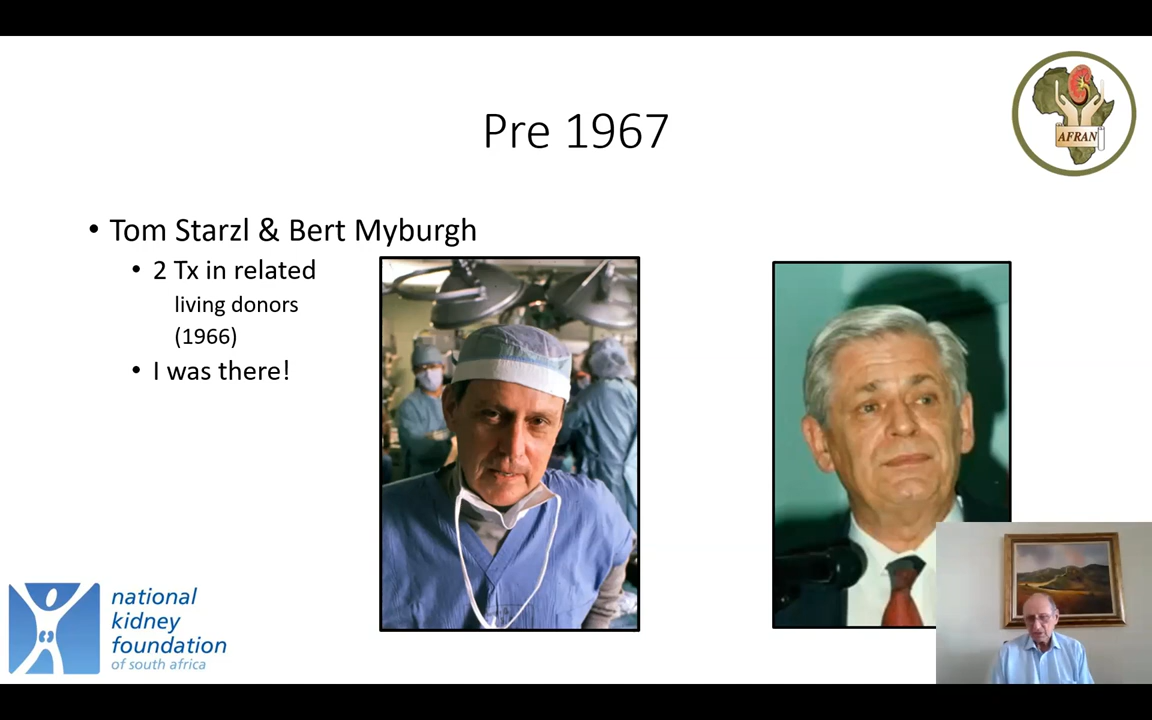 Pre 1967
AFRAN
• Tom Starzl & Bert Myburgh
• 2 Tx in related
living donors
(1966)
• I was there!
national
kidney
foundation
of south africa